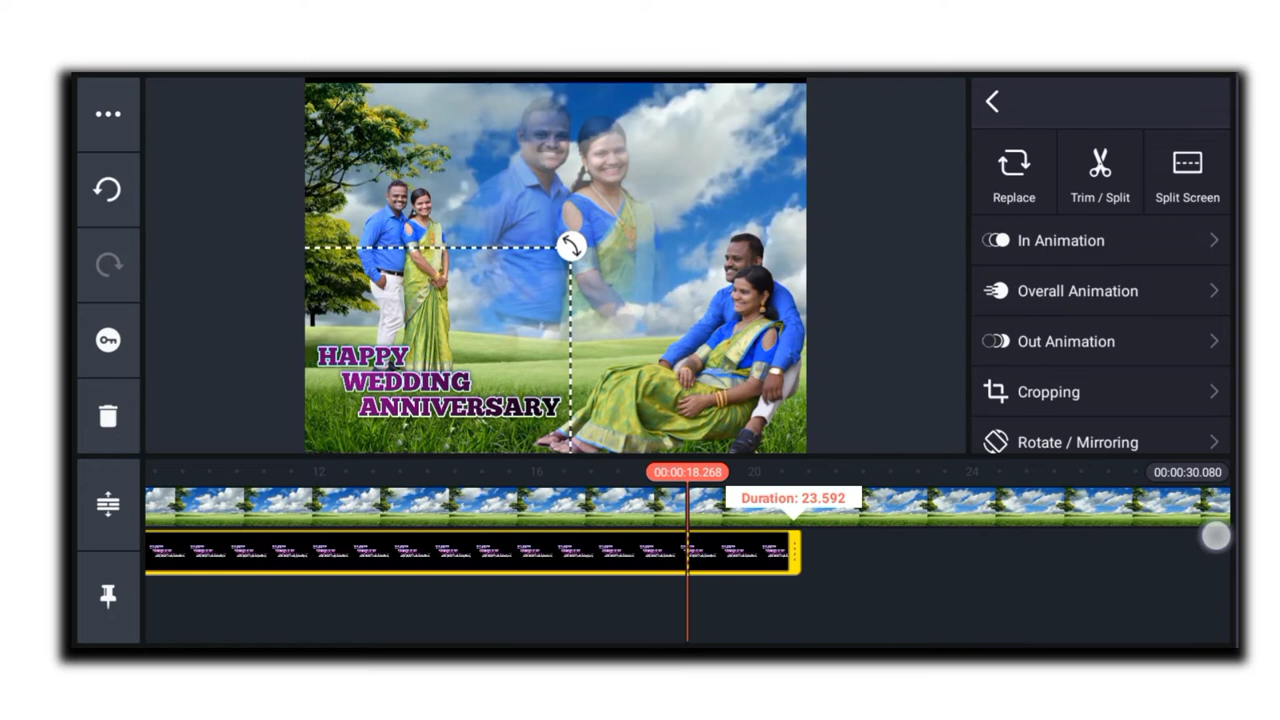 Replace
Trim / Split
Split Screen
In Animation
Overall Animation
Out Animation
Cropping
Rotate / Mirroring
HAPPY
WEDDING
ANNIVERSARY
12
16
00:00:18.268
20
24
00:00:30.080
Duration: 23.592